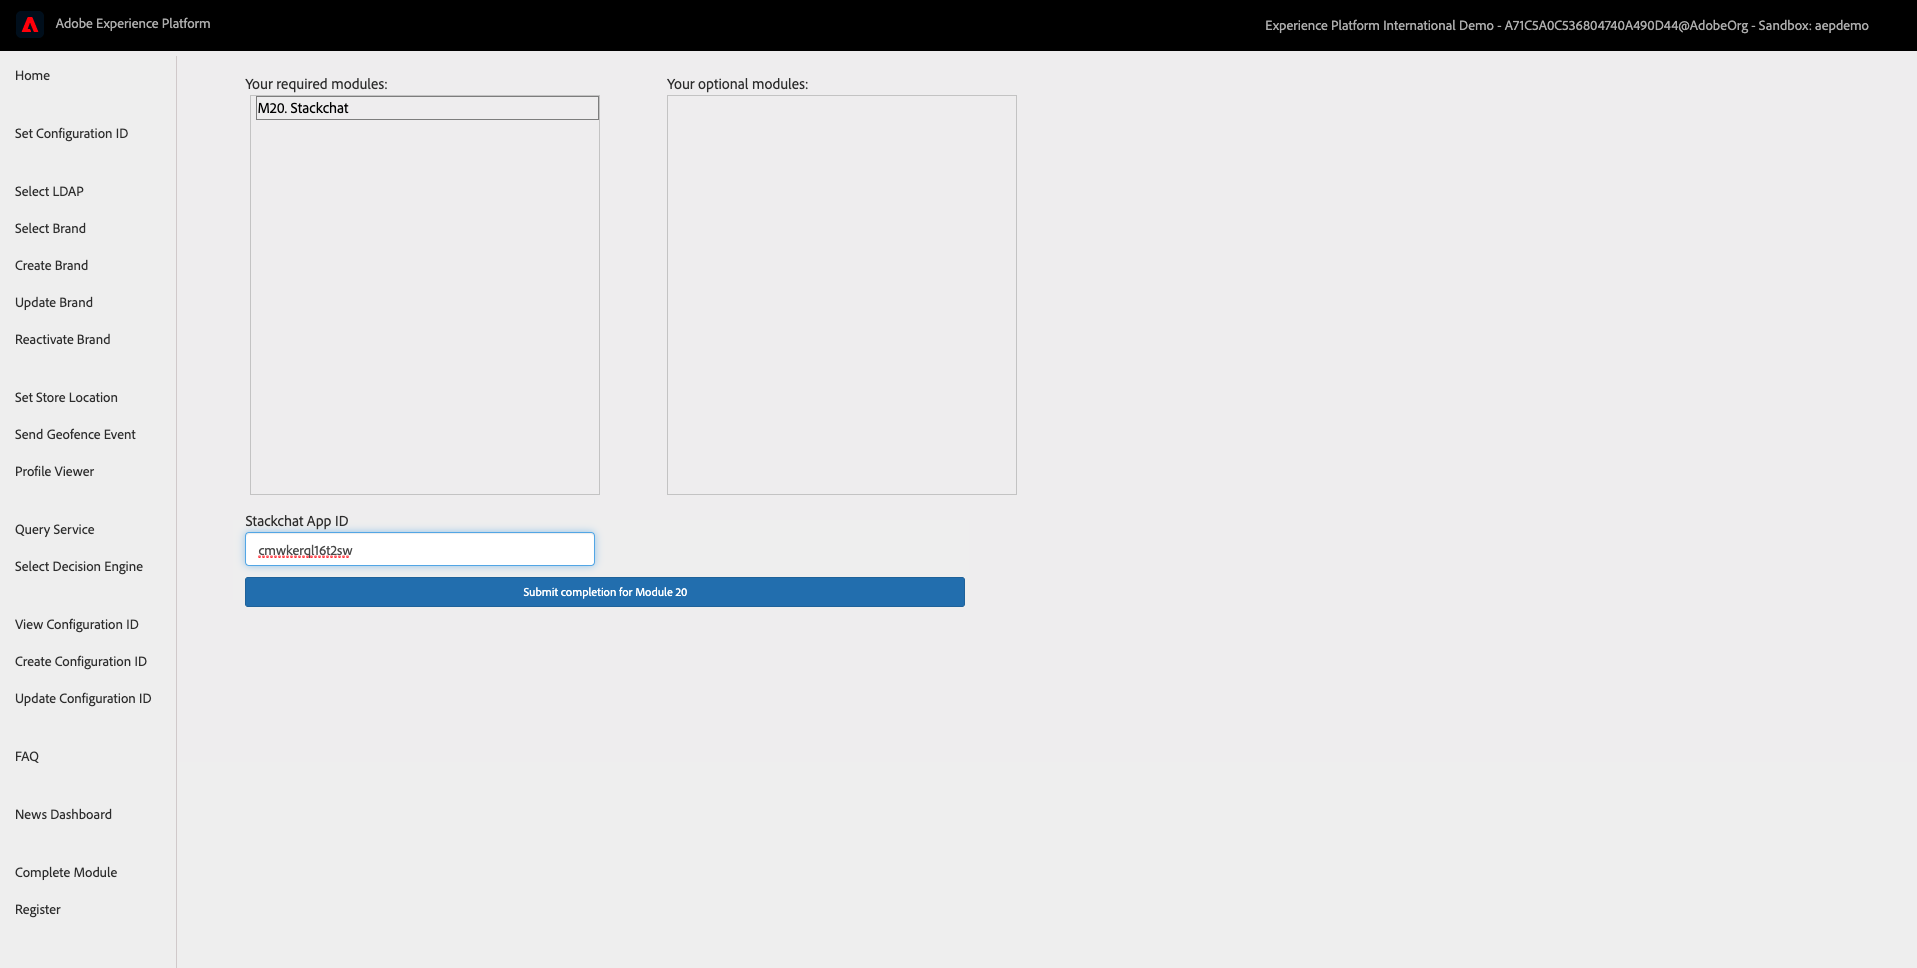 Adobe Experience Platform
Experience Platform International Demo - A71C5A0C536804740A490D44@AdobeOrg - Sandbox: aepdemo
Home
Set Configuration ID
Select LDAP
Select Brand
Create Brand
Update Brand
Reactivate Brand
Set Store Location
Send Geofence Event
Profile Viewer
Query Service
Select Decision Engine
View Configuration ID
Create Configuration ID
Update Configuration ID
FAQ
News Dashboard
Complete Module
Register
Your required modules:
M20. Stackchat
Your optional modules:
Stackchat App ID
cmwkerql16t2sw
Submit completion for Module 20